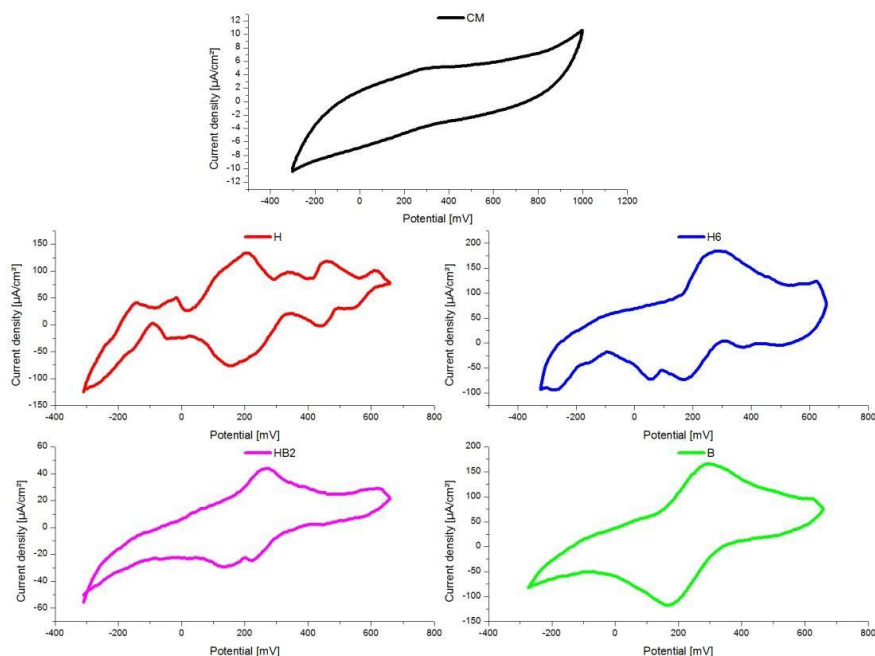 CM
Current density [µA/cm²]
12
10
8
6
4
2
0
-2
-4
-6
-8
-10
-12
-400 -200 0 200 400 600 800 1000 1200
Potential [mV]
H
Current density [µA/cm²]
150
100
50
0
-50
-100
-150
-400 -200 0 200 400 600 800
Potential [mV]
H6
Current density [µA/cm²]
200
150
100
50
0
-50
-100
-400 -200 0 200 400 600 800
Potential [mV]
HB2
Current density [µA/cm²]
60
40
20
0
-20
-40
-60
-400 -200 0 200 400 600 800
Potential [mV]
B
Current density [µA/cm²]
200
150
100
50
0
-50
-100
-150
-400 -200 0 200 400 600 800
Potential [mV]